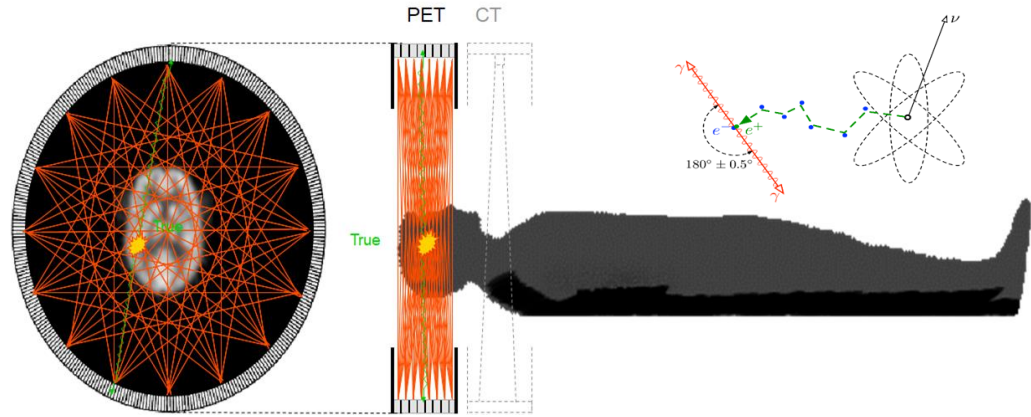 PET
CT
True
True
ν
γ
e⁻
e⁺
180° ± 0.5°
γ